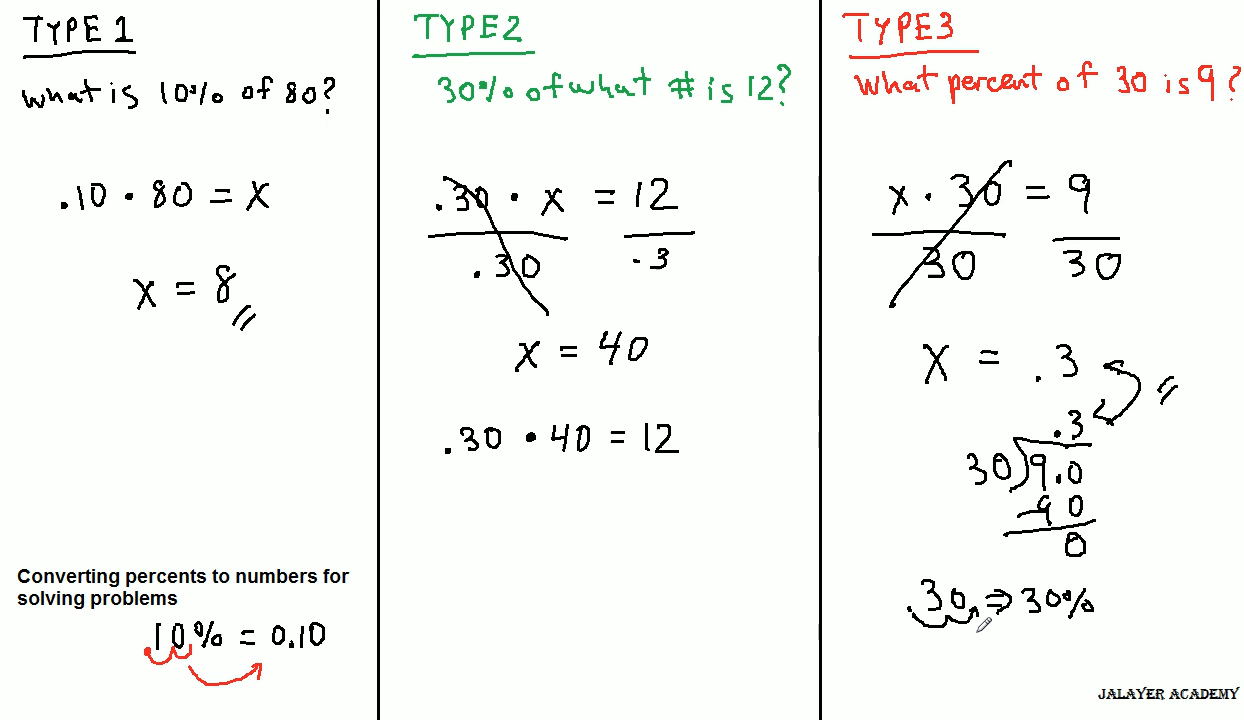 TYPE 1
what is 10% of 80?
.10 · 80 = x
x = 8
Converting percents to numbers for
solving problems
10% = 0.10
TYPE2
30% of what # is 12?
.30 · x = 12
.30 .3
x = 40
.30 · 40 = 12
TYPE3
what percent of 30 is 9?
x · 30 = 9
30 30
x = .3
.3
30)9.0
-90
0
.30 ⇒ 30%
JALAYER ACADEMY